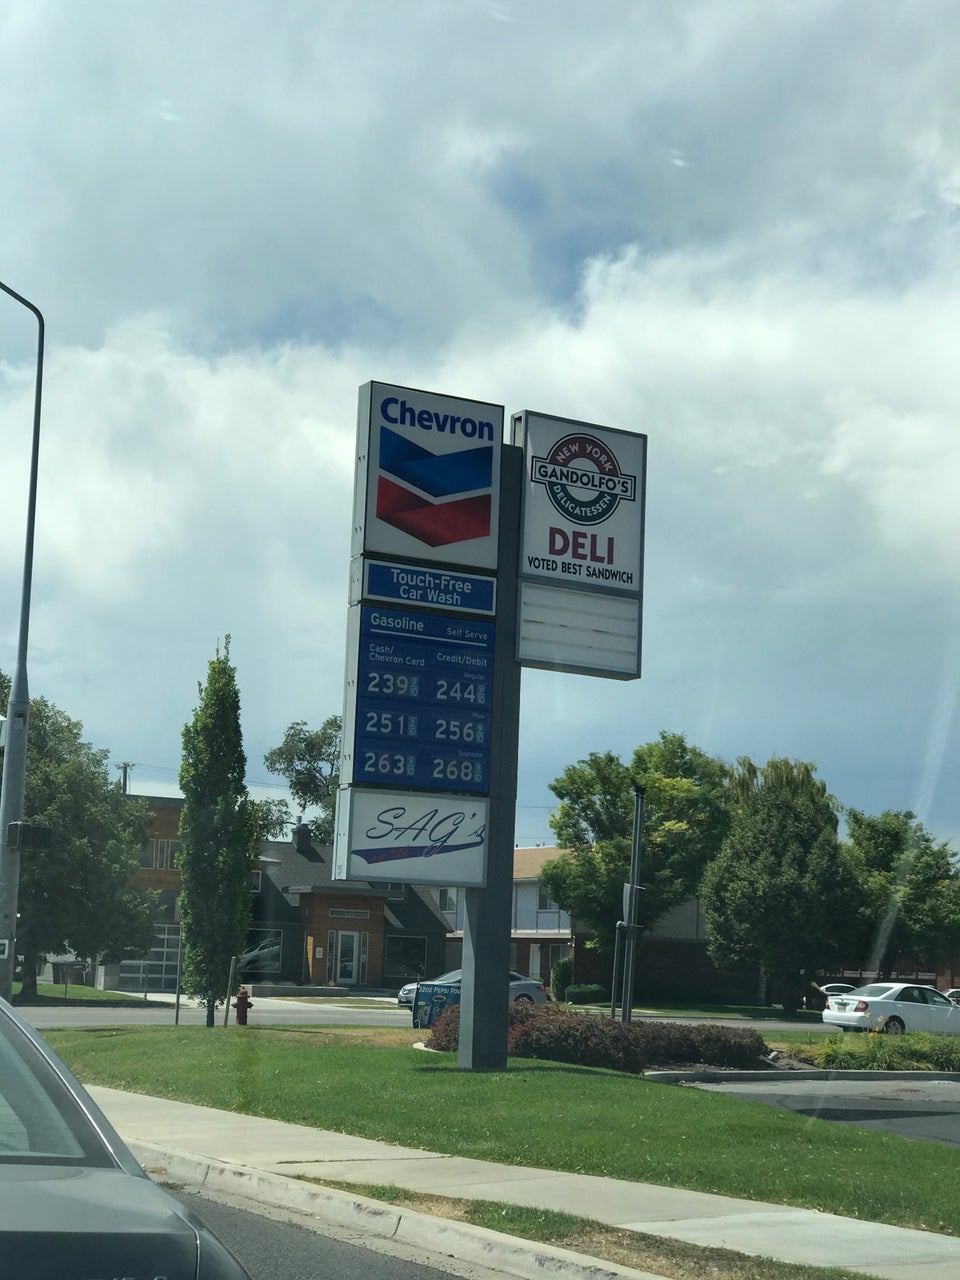 Chevron
Touch-Free
Car Wash
Gasoline
Self Serve
Cash/
Chevron Card
Credit/Debit
Regular
239 9/10
244 9/10
Plus
251 9/10
256 9/10
Supreme
263 9/10
268 9/10
SAG's
NEW YORK
GANDOLFO'S
DELICATESSEN
DELI
VOTED BEST SANDWICH
32OZ PEPSI